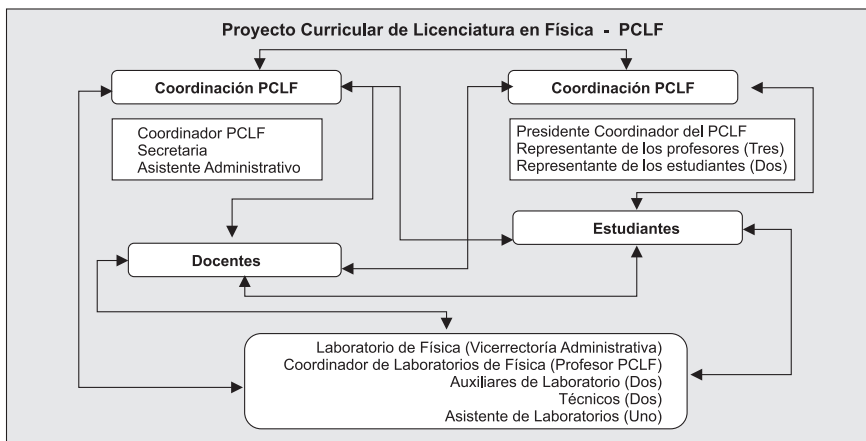 Proyecto Curricular de Licenciatura en Física - PCLF
Coordinación PCLF
Coordinador PCLF
Secretaria
Asistente Administrativo
Coordinación PCLF
Presidente Coordinador del PCLF
Representante de los profesores (Tres)
Representante de los estudiantes (Dos)
Estudiantes
Docentes
Laboratorio de Física (Vicerrectoría Administrativa)
Coordinador de Laboratorios de Física (Profesor PCLF)
Auxiliares de Laboratorio (Dos)
Técnicos (Dos)
Asistente de Laboratorios (Uno)